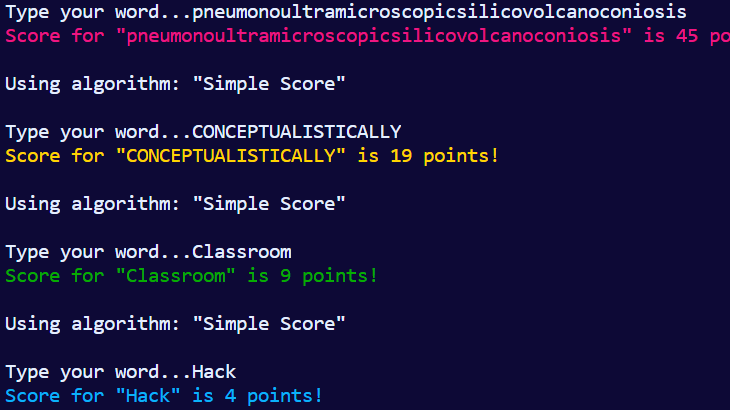 Type your word...pneumonoultramicroscopicsilicovolcanoconiosis
Score for "pneumonoultramicroscopicsilicovolcanoconiosis" is 45 po
Using algorithm: "Simple Score"
Type your word...CONCEPTUALISTICALLY
Score for "CONCEPTUALISTICALLY" is 19 points!
Using algorithm: "Simple Score"
Type your word...Classroom
Score for "Classroom" is 9 points!
Using algorithm: "Simple Score"
Type your word...Hack
Score for "Hack" is 4 points!